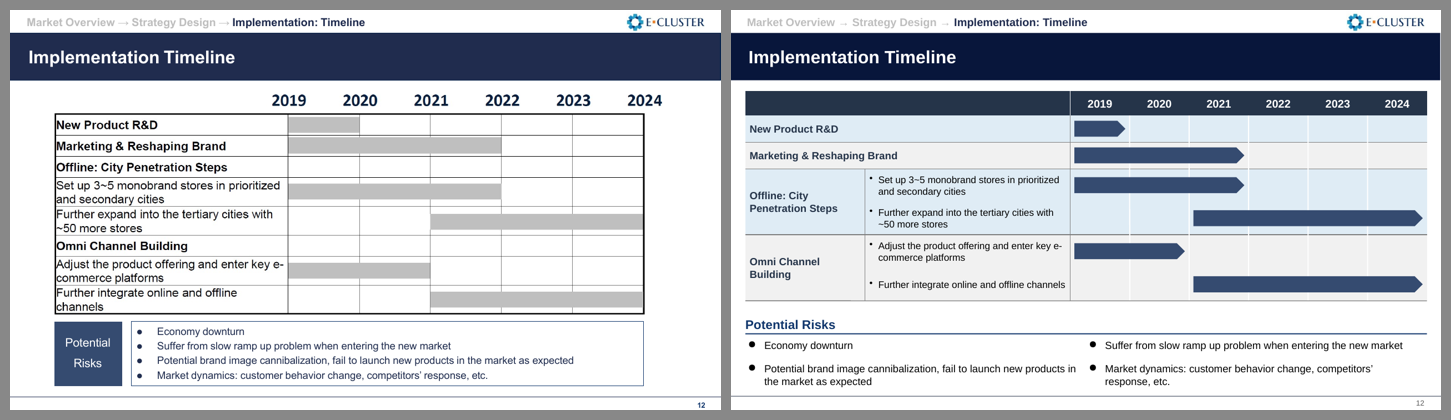 Market Overview → Strategy Design → Implementation: Timeline
E•CLUSTER
Implementation Timeline
2019 2020 2021 2022 2023 2024
New Product R&D
Marketing & Reshaping Brand
Offline: City Penetration Steps
Set up 3~5 monobrand stores in prioritized
and secondary cities
Further expand into the tertiary cities with
~50 more stores
Omni Channel Building
Adjust the product offering and enter key e-
commerce platforms
Further integrate online and offline
channels
Potential
Risks
● Economy downturn
● Suffer from slow ramp up problem when entering the new market
● Potential brand image cannibalization, fail to launch new products in the market as expected
● Market dynamics: customer behavior change, competitors’ response, etc.
12
Market Overview → Strategy Design → Implementation: Timeline
E•CLUSTER
Implementation Timeline
2019 2020 2021 2022 2023 2024
New Product R&D
Marketing & Reshaping Brand
Offline: City
Penetration Steps
• Set up 3~5 monobrand stores in prioritized
and secondary cities
• Further expand into the tertiary cities with
~50 more stores
Omni Channel
Building
• Adjust the product offering and enter key e-
commerce platforms
• Further integrate online and offline channels
Potential Risks
● Economy downturn
● Potential brand image cannibalization, fail to launch new products in
the market as expected
● Suffer from slow ramp up problem when entering the new market
● Market dynamics: customer behavior change, competitors’
response, etc.
12